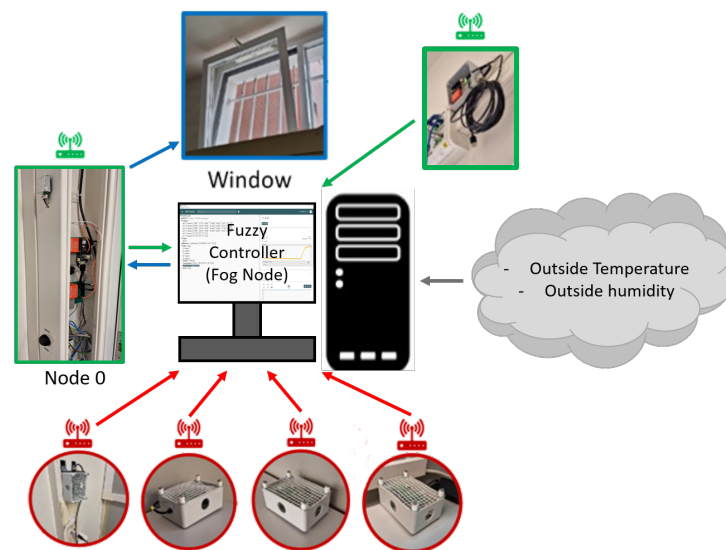 Window
Fuzzy
Controller
(Fog Node)
- Outside Temperature
- Outside humidity
Node 0